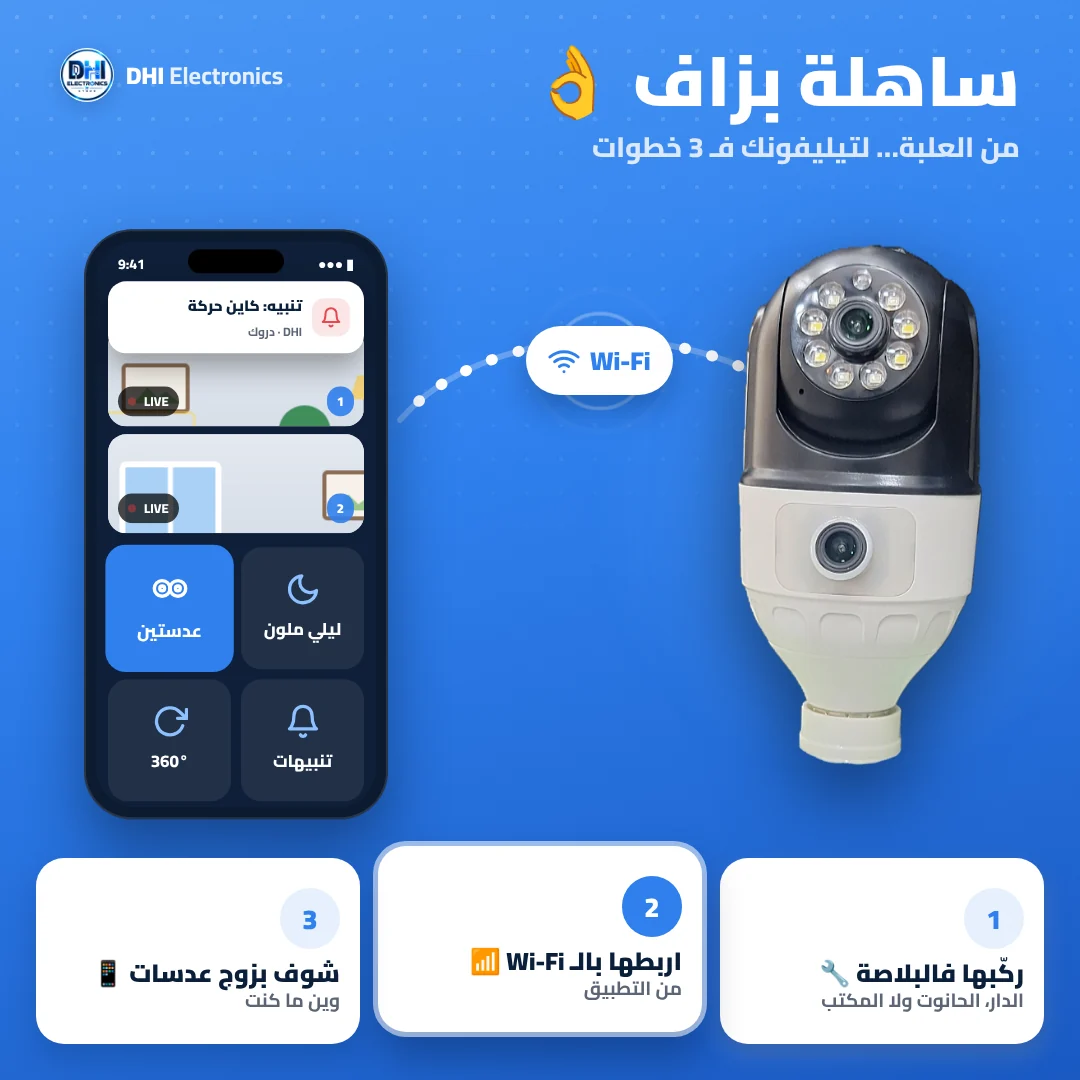 DHI ELECTRONICS
DHI Electronics
ساهلة بزاف 👌
من العلبة... لتيليفونك فـ 3 خطوات
9:41
تنبيه: كاين حركة
DHI · دروك
LIVE
1
LIVE
2
عدستين
ليلي ملون
360°
تنبيهات
Wi-Fi
1
ركّبها فالبلاصة 🔧
الدار، الحانوت ولا المكتب
2
اربطها بالـ Wi-Fi 📶
من التطبيق
3
شوف بزوج عدسات 📱
وين ما كنت